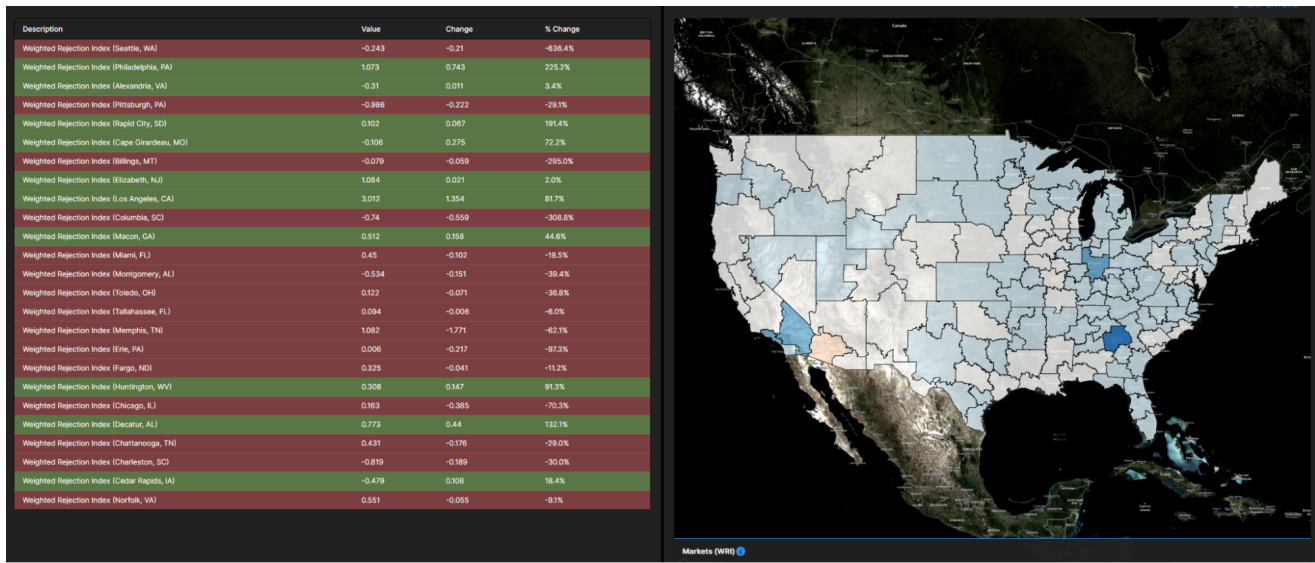 Description Value Change % Change
Weighted Rejection Index (Seattle, WA) -0.243 -0.21 -636.4%
Weighted Rejection Index (Philadelphia, PA) 1.073 0.743 225.2%
Weighted Rejection Index (Alexandria, VA) -0.31 0.011 3.4%
Weighted Rejection Index (Pittsburgh, PA) -0.986 -0.222 -29.1%
Weighted Rejection Index (Rapid City, SD) 0.102 0.067 191.4%
Weighted Rejection Index (Cape Girardeau, MO) -0.106 0.275 72.2%
Weighted Rejection Index (Billings, MT) -0.079 -0.059 -295.0%
Weighted Rejection Index (Elizabeth, NJ) 1.084 0.021 2.0%
Weighted Rejection Index (Los Angeles, CA) 3.012 1.354 81.7%
Weighted Rejection Index (Columbia, SC) -0.74 -0.559 -308.8%
Weighted Rejection Index (Macon, GA) 0.512 0.158 44.6%
Weighted Rejection Index (Miami, FL) 0.45 -0.102 -18.5%
Weighted Rejection Index (Montgomery, AL) -0.534 -0.151 -39.4%
Weighted Rejection Index (Toledo, OH) 0.122 -0.071 -36.8%
Weighted Rejection Index (Tallahassee, FL) 0.094 -0.006 -6.0%
Weighted Rejection Index (Memphis, TN) 1.082 -1.771 -62.1%
Weighted Rejection Index (Erie, PA) 0.006 -0.217 -97.3%
Weighted Rejection Index (Fargo, ND) 0.325 -0.041 -11.2%
Weighted Rejection Index (Huntington, WV) 0.308 0.147 91.3%
Weighted Rejection Index (Chicago, IL) 0.163 -0.385 -70.3%
Weighted Rejection Index (Decatur, AL) 0.773 0.44 132.1%
Weighted Rejection Index (Chattanooga, TN) 0.431 -0.176 -29.0%
Weighted Rejection Index (Charleston, SC) -0.819 -0.189 -30.0%
Weighted Rejection Index (Cedar Rapids, IA) -0.479 0.108 18.4%
Weighted Rejection Index (Norfolk, VA) 0.551 -0.055 -9.1%
Canada
BRITISH
COLUMBIA
ALBERTA
SASKATCHEWAN
MANITOBA
ONTARIO
QUEBEC
Markets (WRI)